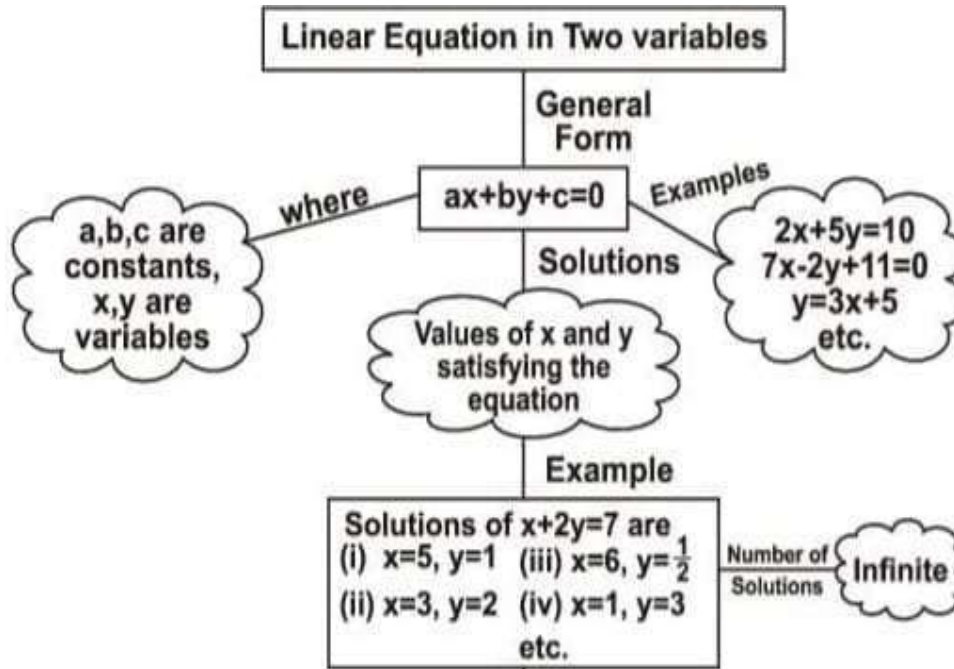 Linear Equation in Two variables
General
Form
ax+by+c=0
where
a,b,c are
constants,
x,y are
variables
Examples
2x+5y=10
7x-2y+11=0
y=3x+5
etc.
Solutions
Values of x and y
satisfying the
equation
Example
Solutions of x+2y=7 are
(i) x=5, y=1 (iii) x=6, y=1/2
(ii) x=3, y=2 (iv) x=1, y=3
etc.
Number of
Solutions
Infinite